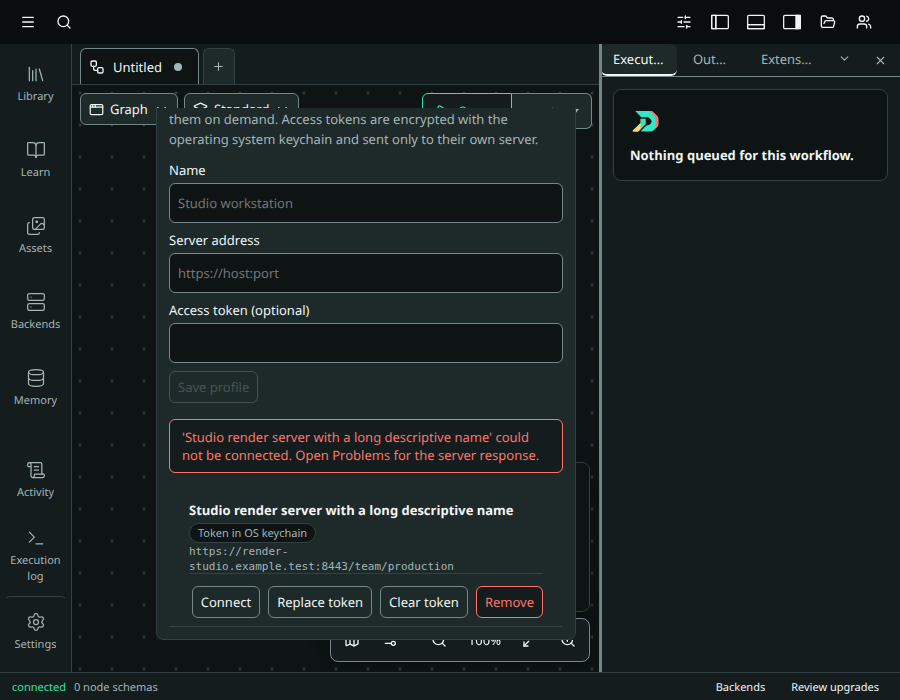 Untitled
+
Execut...
Out...
Extens...
Library
Graph
Standard
Nothing queued for this workflow.
them on demand. Access tokens are encrypted with the
operating system keychain and sent only to their own server.
Learn
Name
Studio workstation
Assets
Server address
https://host:port
Backends
Access token (optional)
Memory
Save profile
'Studio render server with a long descriptive name' could
not be connected. Open Problems for the server response.
Activity
Studio render server with a long descriptive name
Token in OS keychain
Execution
log
https://render-
studio.example.test:8443/team/production
Connect
Replace token
Clear token
Remove
Settings
100%
connected
0 node schemas
Backends
Review upgrades